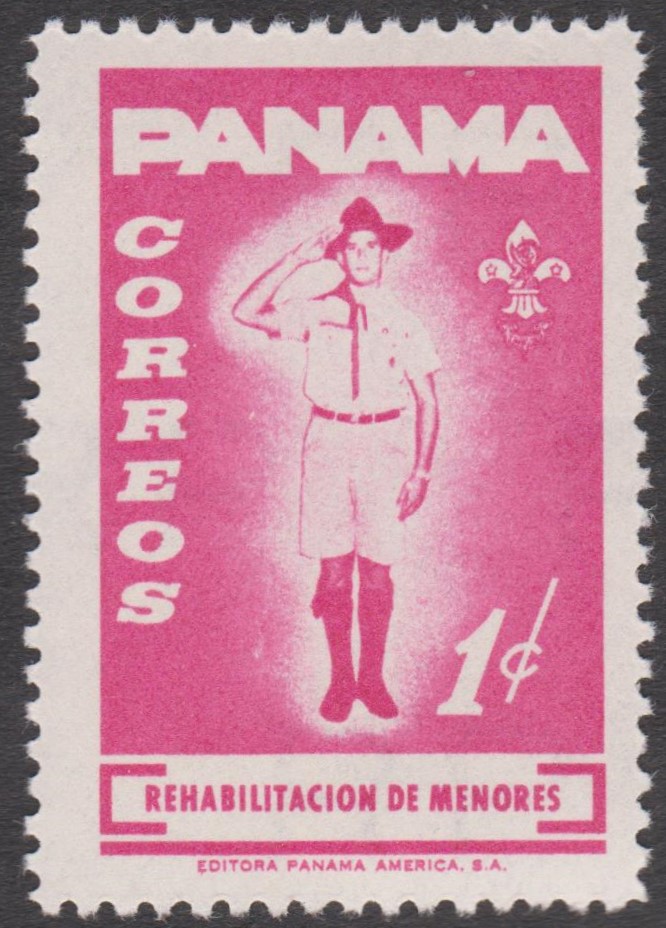 PANAMA
CORREOS
1¢
REHABILITACION DE MENORES
EDITORA PANAMA AMERICA, S.A.